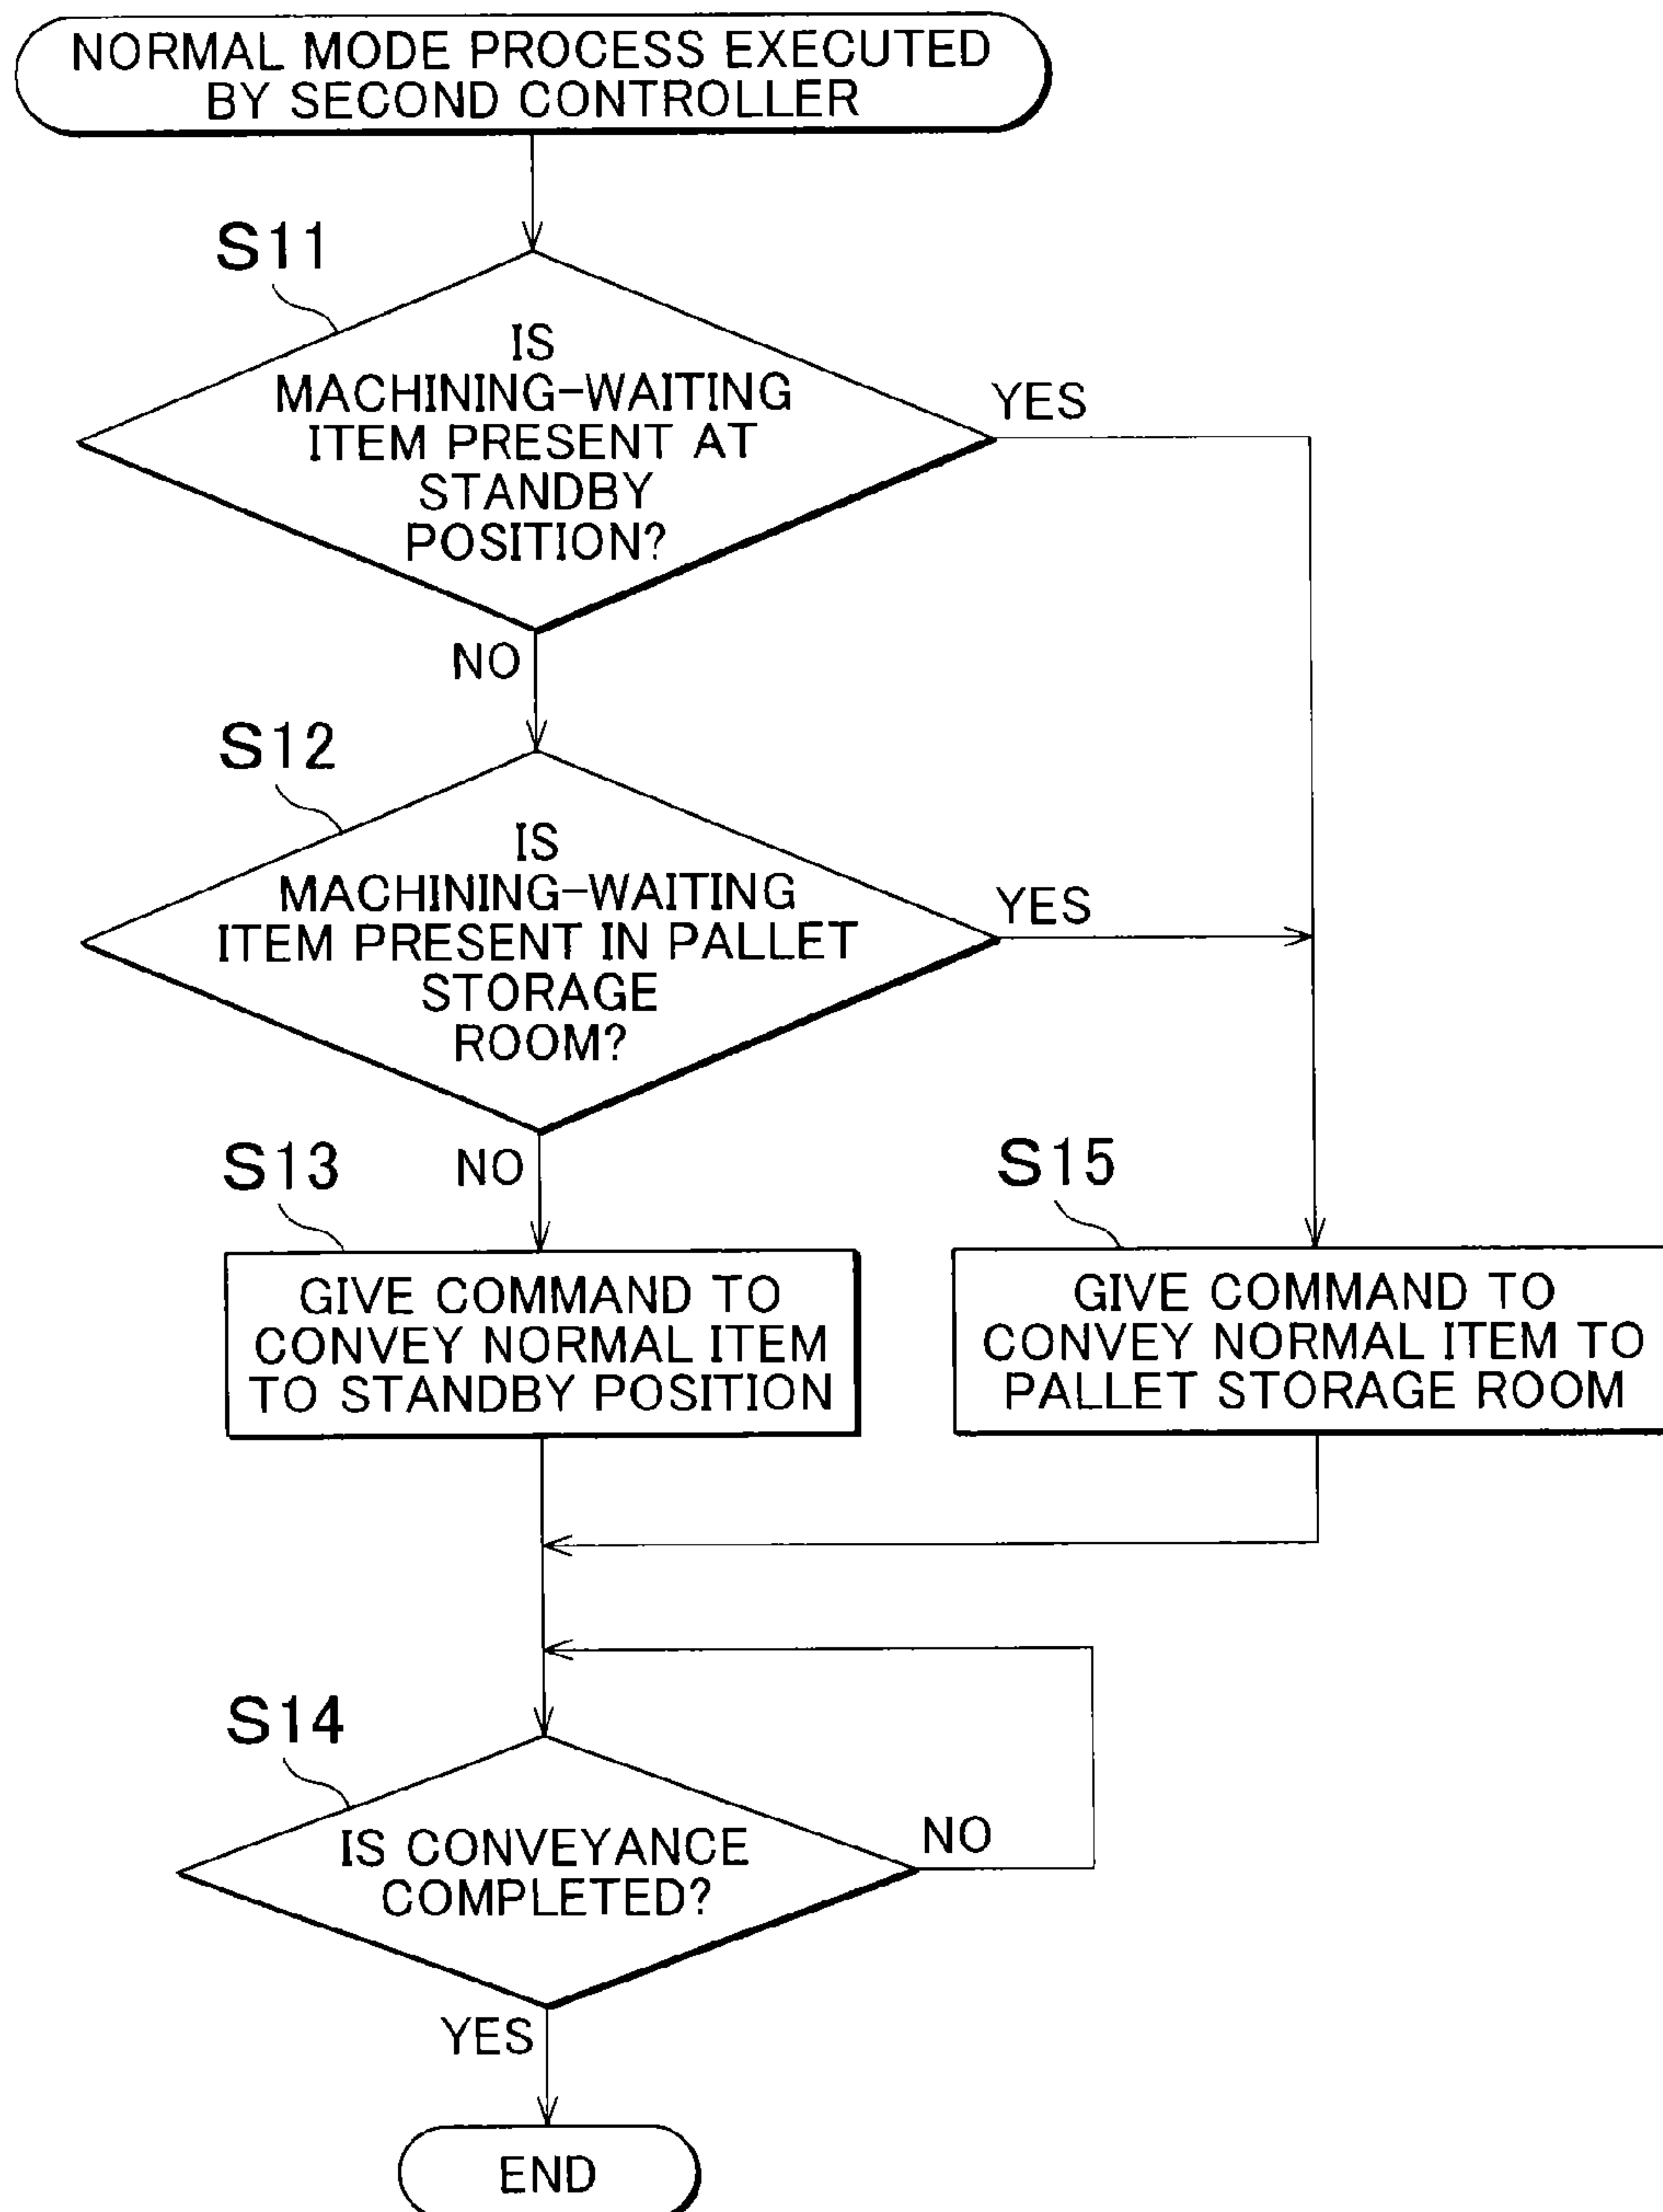 NORMAL MODE PROCESS EXECUTED
BY SECOND CONTROLLER
S11
IS
MACHINING-WAITING
ITEM PRESENT AT
STANDBY
POSITION?
YES
NO
S12
IS
MACHINING-WAITING
ITEM PRESENT IN PALLET
STORAGE
ROOM?
YES
NO
S13
GIVE COMMAND TO
CONVEY NORMAL ITEM
TO STANDBY POSITION
S15
GIVE COMMAND TO
CONVEY NORMAL ITEM TO
PALLET STORAGE ROOM
S14
IS CONVEYANCE
COMPLETED?
NO
YES
END